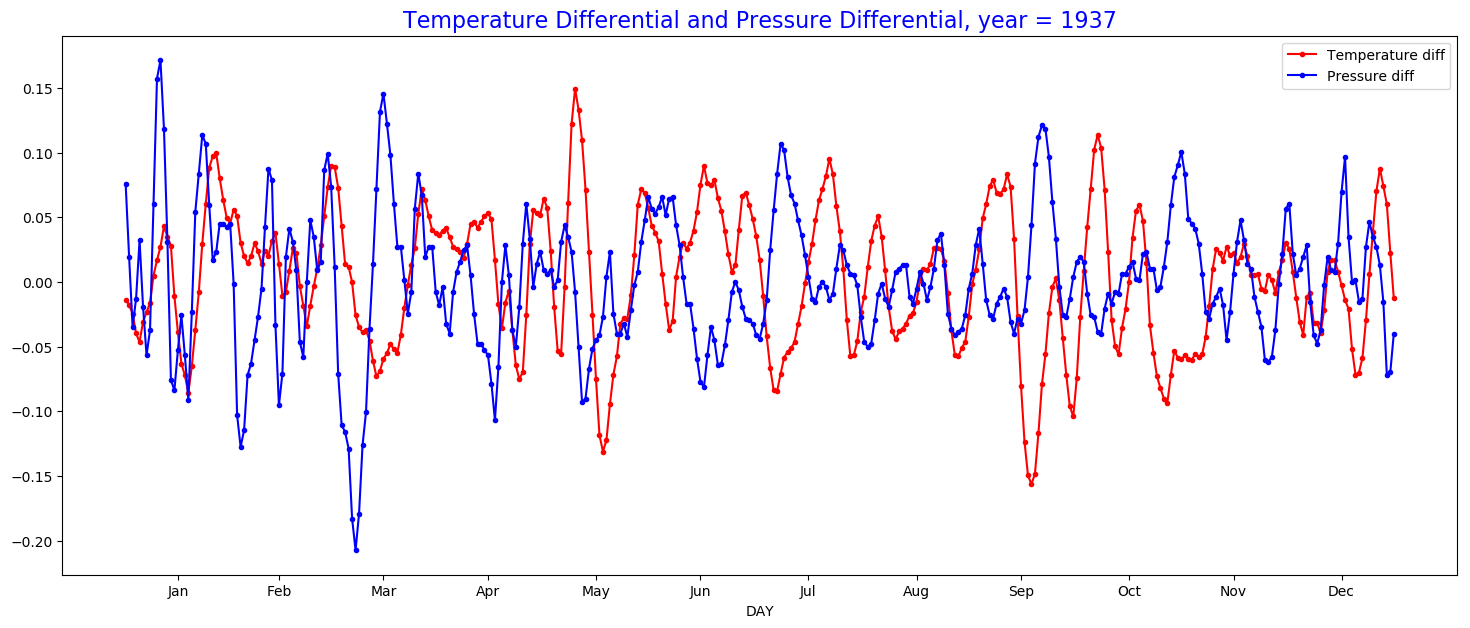 Temperature Differential and Pressure Differential, year = 1937
Temperature diff
Pressure diff
0.15
0.10
0.05
0.00
−0.05
−0.10
−0.15
−0.20
Jan Feb Mar Apr May Jun Jul Aug Sep Oct Nov Dec
DAY